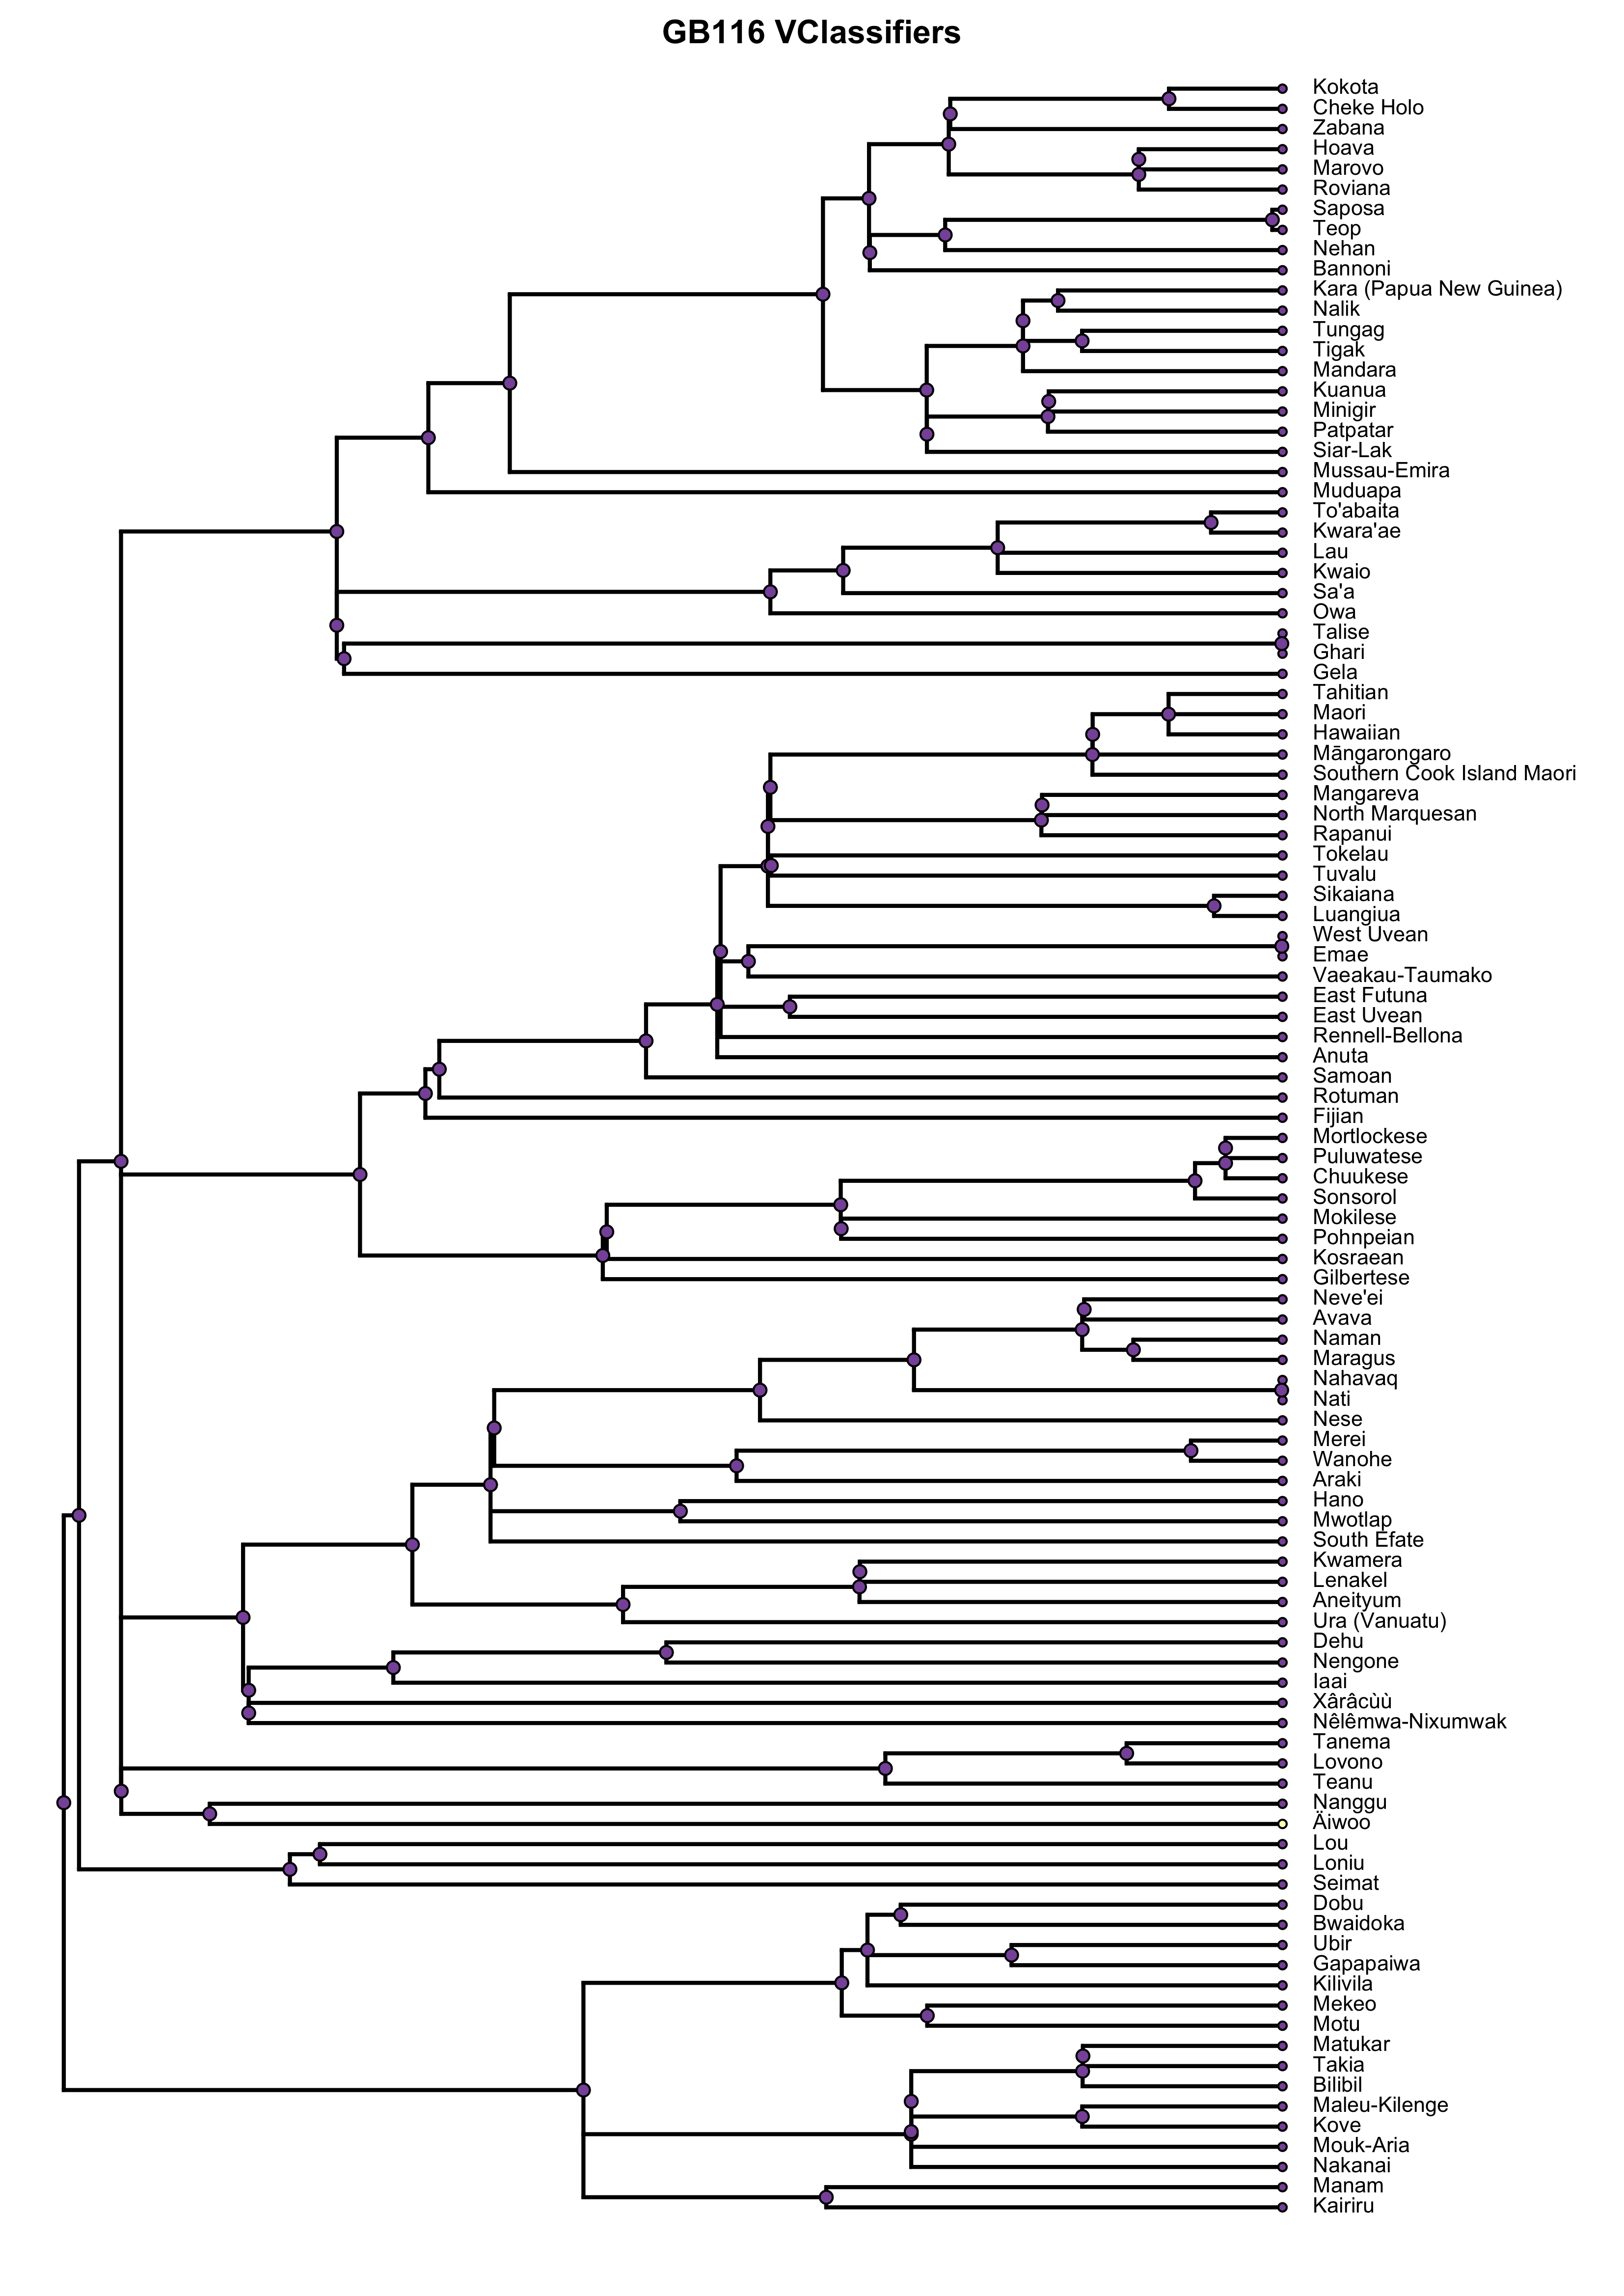 GB116 VClassifiers
Kokota
Cheke Holo
Zabana
Hoava
Marovo
Roviana
Saposa
Teop
Nehan
Bannoni
Kara (Papua New Guinea)
Nalik
Tungag
Tigak
Mandara
Kuanua
Minigir
Patpatar
Siar-Lak
Mussau-Emira
Muduapa
To'abaita
Kwara'ae
Lau
Kwaio
Sa'a
Owa
Talise
Ghari
Gela
Tahitian
Maori
Hawaiian
Māngarongaro
Southern Cook Island Maori
Mangareva
North Marquesan
Rapanui
Tokelau
Tuvalu
Sikaiana
Luangiua
West Uvean
Emae
Vaeakau-Taumako
East Futuna
East Uvean
Rennell-Bellona
Anuta
Samoan
Rotuman
Fijian
Mortlockese
Puluwatese
Chuukese
Sonsorol
Mokilese
Pohnpeian
Kosraean
Gilbertese
Neve'ei
Avava
Naman
Maragus
Nahavaq
Nati
Nese
Merei
Wanohe
Araki
Hano
Mwotlap
South Efate
Kwamera
Lenakel
Aneityum
Ura (Vanuatu)
Dehu
Nengone
Iaai
Xârâcùù
Nêlêmwa-Nixumwak
Tanema
Lovono
Teanu
Nanggu
Äiwoo
Lou
Loniu
Seimat
Dobu
Bwaidoka
Ubir
Gapapaiwa
Kilivila
Mekeo
Motu
Matukar
Takia
Bilibil
Maleu-Kilenge
Kove
Mouk-Aria
Nakanai
Manam
Kairiru